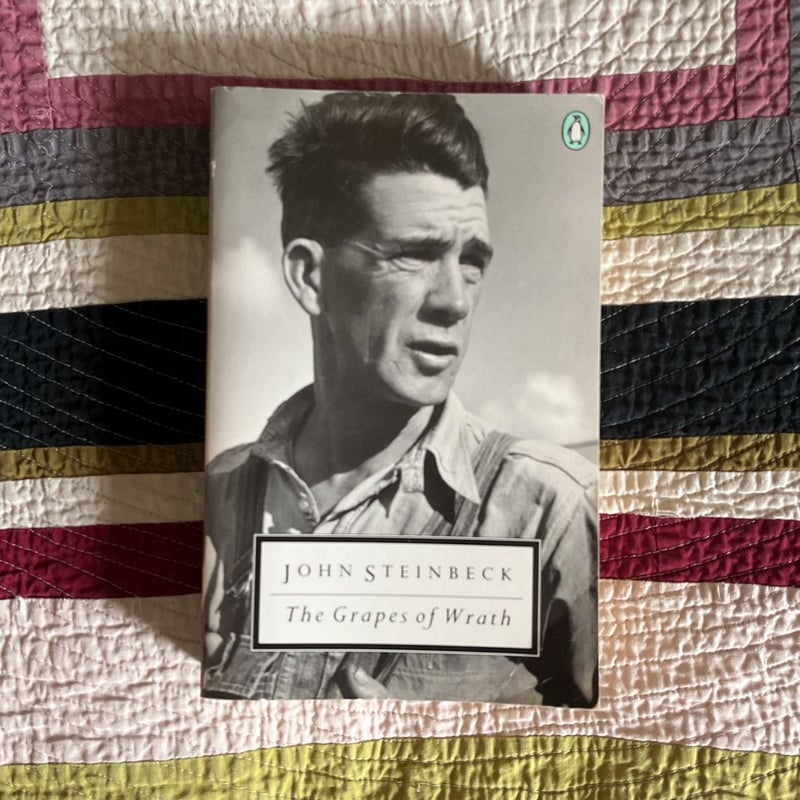 JOHN STEINBECK
The Grapes of Wrath